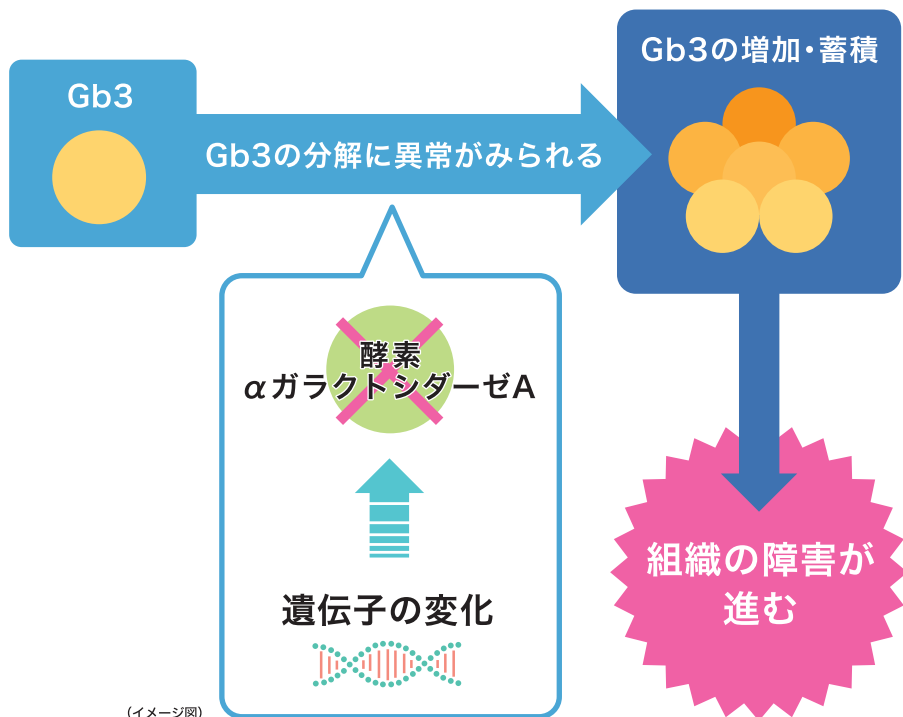 Gb3
Gb3の分解に異常がみられる
Gb3の増加・蓄積
酵素
αガラクトシダーゼA
遺伝子の変化
組織の障害が
進む
（イメージ図）